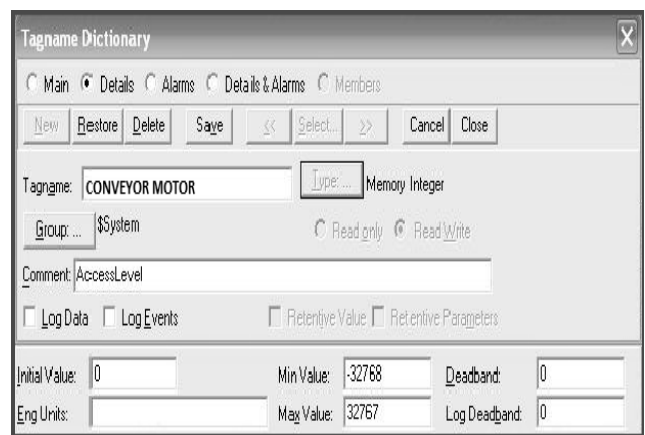 Tagname Dictionary
Main Details Alarms Details & Alarms Members
New Restore Delete Save << Select... >> Cancel Close
Tagname: CONVEYOR MOTOR Type: ... Memory Integer
Group: ... $System Read only Read Write
Comment: AccessLevel
Log Data Log Events Retentive Value Retentive Parameters
Initial Value: 0 Min Value: -32768 Deadband: 0
Eng Units: Max Value: 32767 Log Deadband: 0